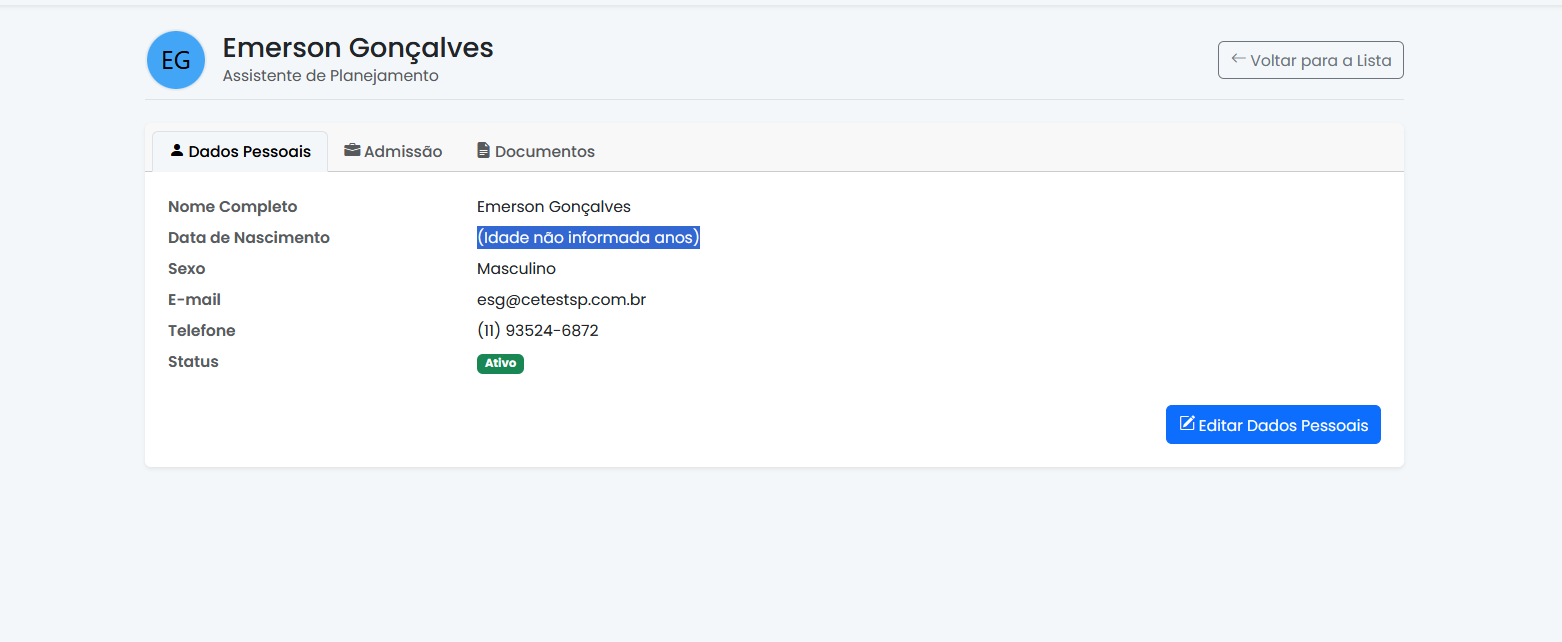 EG
Emerson Gonçalves
Assistente de Planejamento
Voltar para a Lista
Dados Pessoais
Admissão
Documentos
Nome Completo Emerson Gonçalves
Data de Nascimento (Idade não informada anos)
Sexo Masculino
E-mail esg@cetestsp.com.br
Telefone (11) 93524-6872
Status Ativo
Editar Dados Pessoais